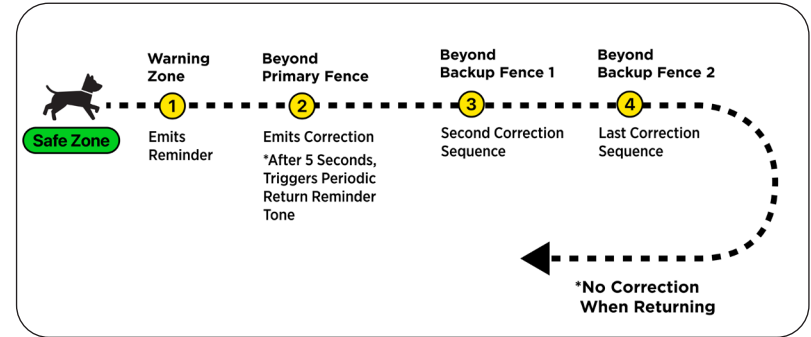 Safe Zone
Warning
Zone
1
Emits
Reminder
Beyond
Primary Fence
2
Emits Correction
*After 5 Seconds,
Triggers Periodic
Return Reminder
Tone
Beyond
Backup Fence 1
3
Second Correction
Sequence
Beyond
Backup Fence 2
4
Last Correction
Sequence
*No Correction
When Returning